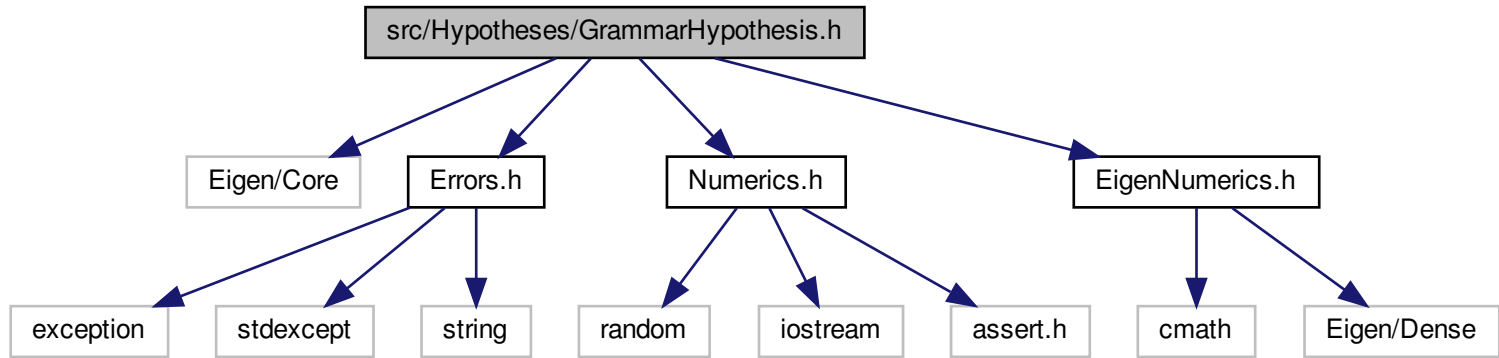 src/Hypotheses/GrammarHypothesis.h
Eigen/Core
Errors.h
Numerics.h
EigenNumerics.h
exception
stdexcept
string
random
iostream
assert.h
cmath
Eigen/Dense